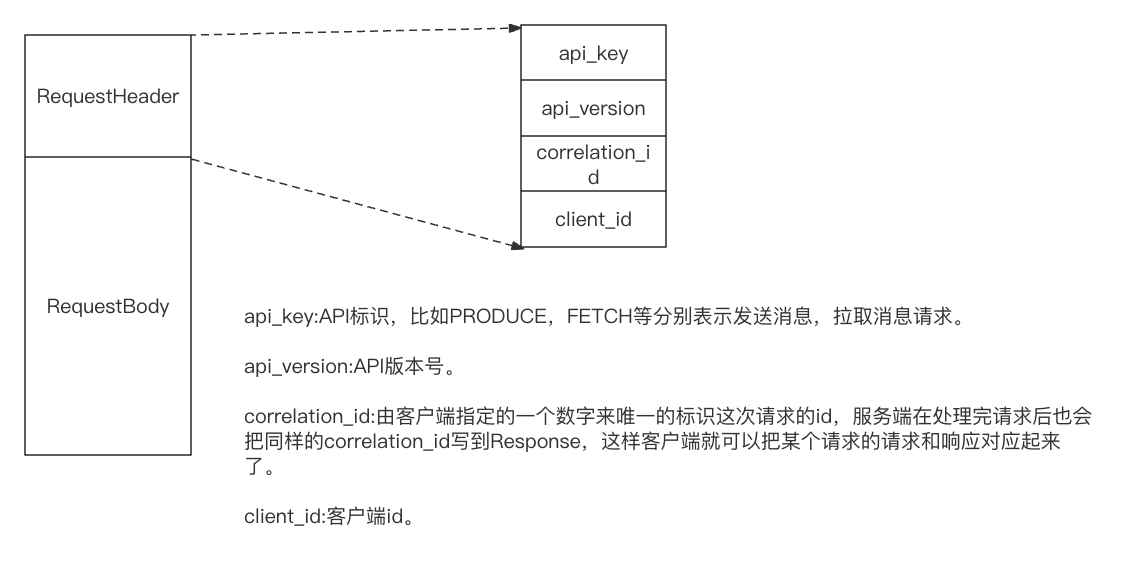 RequestHeader
RequestBody
api_key
api_version
correlation_i
d
client_id
api_key:API标识，比如PRODUCE，FETCH等分别表示发送消息，拉取消息请求。
api_version:API版本号。
correlation_id:由客户端指定的一个数字来唯一的标识这次请求的id，服务端在处理完请求后也会
把同样的correlation_id写到Response，这样客户端就可以把某个请求的请求和响应对应起来
了。
client_id:客户端id。